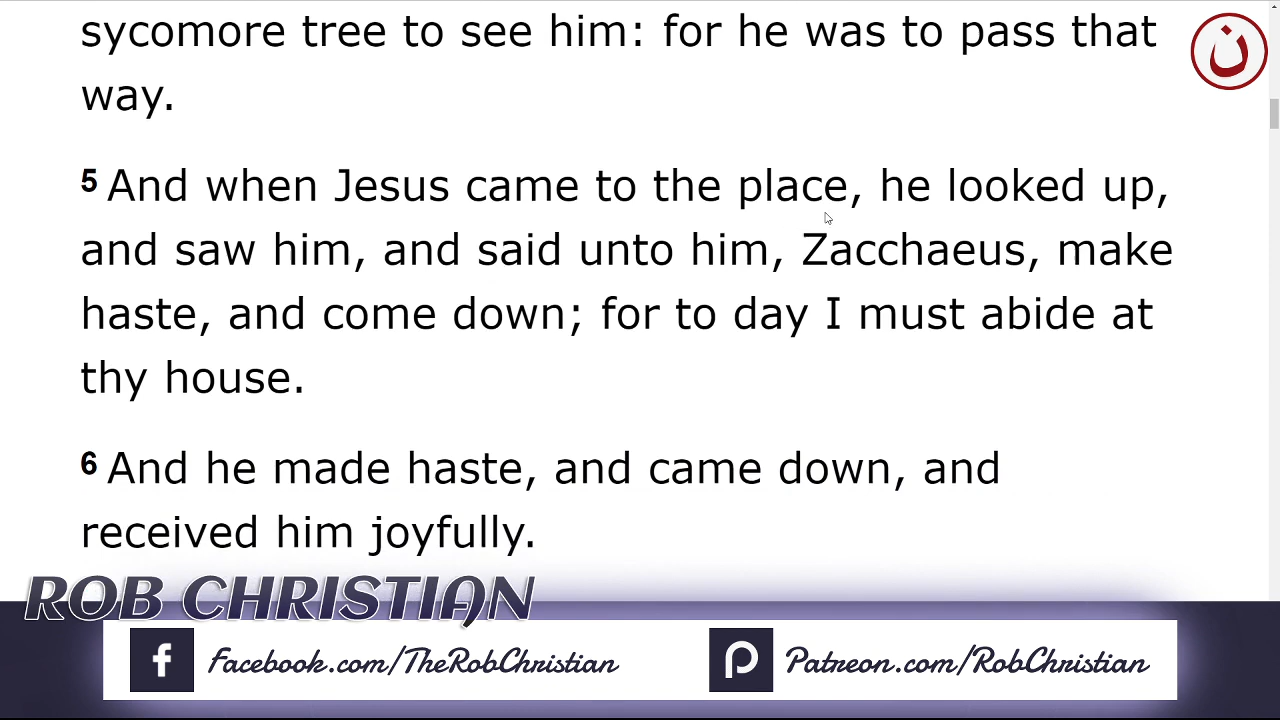 sycomore tree to see him: for he was to pass that
way.
ن
5 And when Jesus came to the place, he looked up,
and saw him, and said unto him, Zacchaeus, make
haste, and come down; for to day I must abide at
thy house.
6 And he made haste, and came down, and
received him joyfully.
ROB CHRISTIAN
Facebook.com/TheRobChristian
Patreon.com/RobChristian